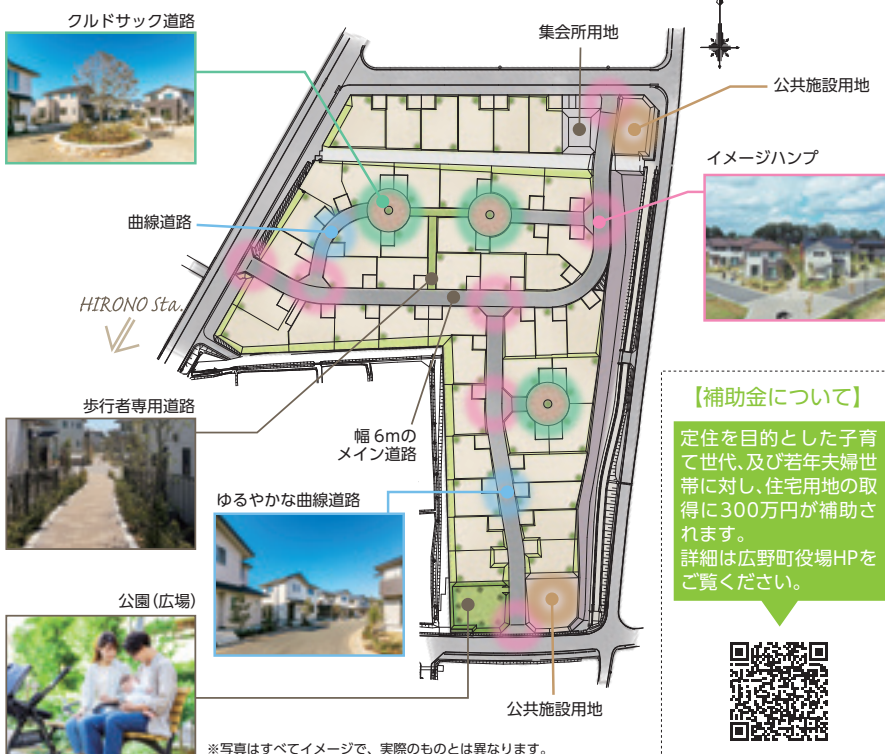 クルドサック道路
集会所用地
公共施設用地
イメージハンプ
曲線道路
HIRONO Sta.
歩行者専用道路
幅6mの
メイン道路
ゆるやかな曲線道路
公園(広場)
公共施設用地
【補助金について】
定住を目的とした子育
て世代、及び若年夫婦世
帯に対し、住宅用地の取
得に300万円が補助さ
れます。
詳細は広野町役場HPを
ご覧ください。
※写真はすべてイメージで、実際のものとは異なります。